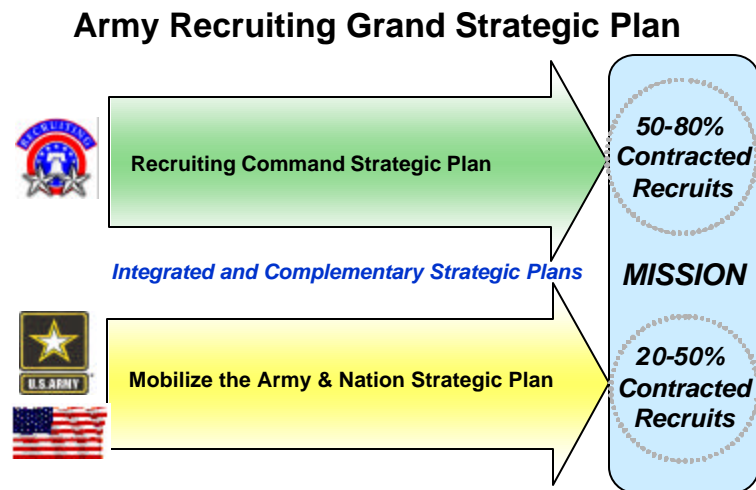 Army Recruiting Grand Strategic Plan
RECRUITING
Recruiting Command Strategic Plan
50-80%
Contracted
Recruits
Integrated and Complementary Strategic Plans
MISSION
U.S.ARMY
Mobilize the Army & Nation Strategic Plan
20-50%
Contracted
Recruits